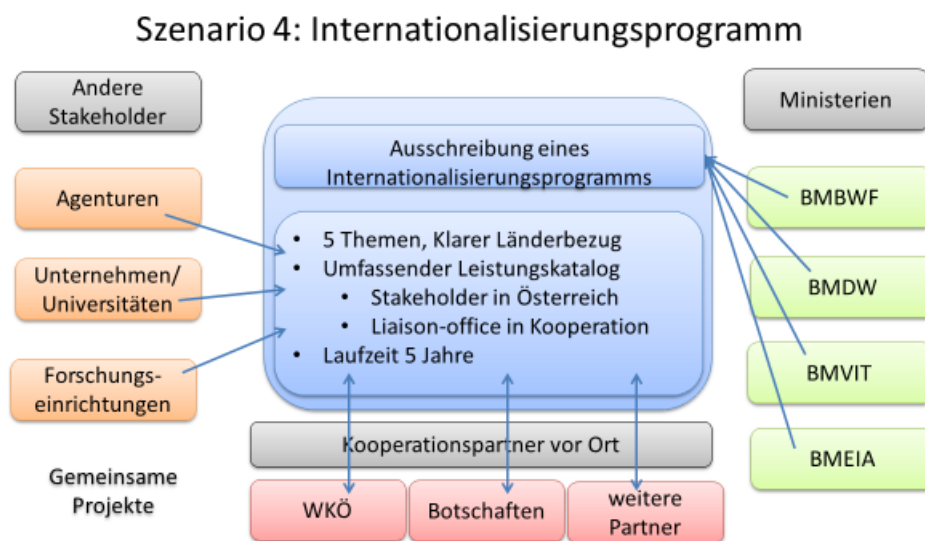 Szenario 4: Internationalisierungsprogramm
Andere
Stakeholder
Agenturen
Unternehmen/
Universitäten
Forschungs-
einrichtungen
Gemeinsame
Projekte
Ausschreibung eines
Internationalisierungsprogramms
• 5 Themen, Klarer Länderbezug
• Umfassender Leistungskatalog
• Stakeholder in Österreich
• Liaison-office in Kooperation
• Laufzeit 5 Jahre
Kooperationspartner vor Ort
WKÖ
Botschaften
weitere
Partner
Ministerien
BMBWF
BMDW
BMVIT
BMEIA